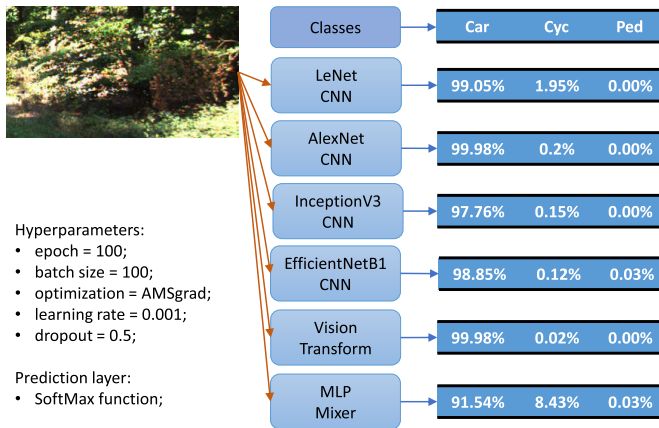 Classes Car Cyc Ped
LeNet
CNN
99.05% 1.95% 0.00%
AlexNet
CNN
99.98% 0.2% 0.00%
InceptionV3
CNN
97.76% 0.15% 0.00%
EfficientNetB1
CNN
98.85% 0.12% 0.03%
Vision
Transform
99.98% 0.02% 0.00%
MLP
Mixer
91.54% 8.43% 0.03%
Hyperparameters:
• epoch = 100;
• batch size = 100;
• optimization = AMSgrad;
• learning rate = 0.001;
• dropout = 0.5;
Prediction layer:
• SoftMax function;